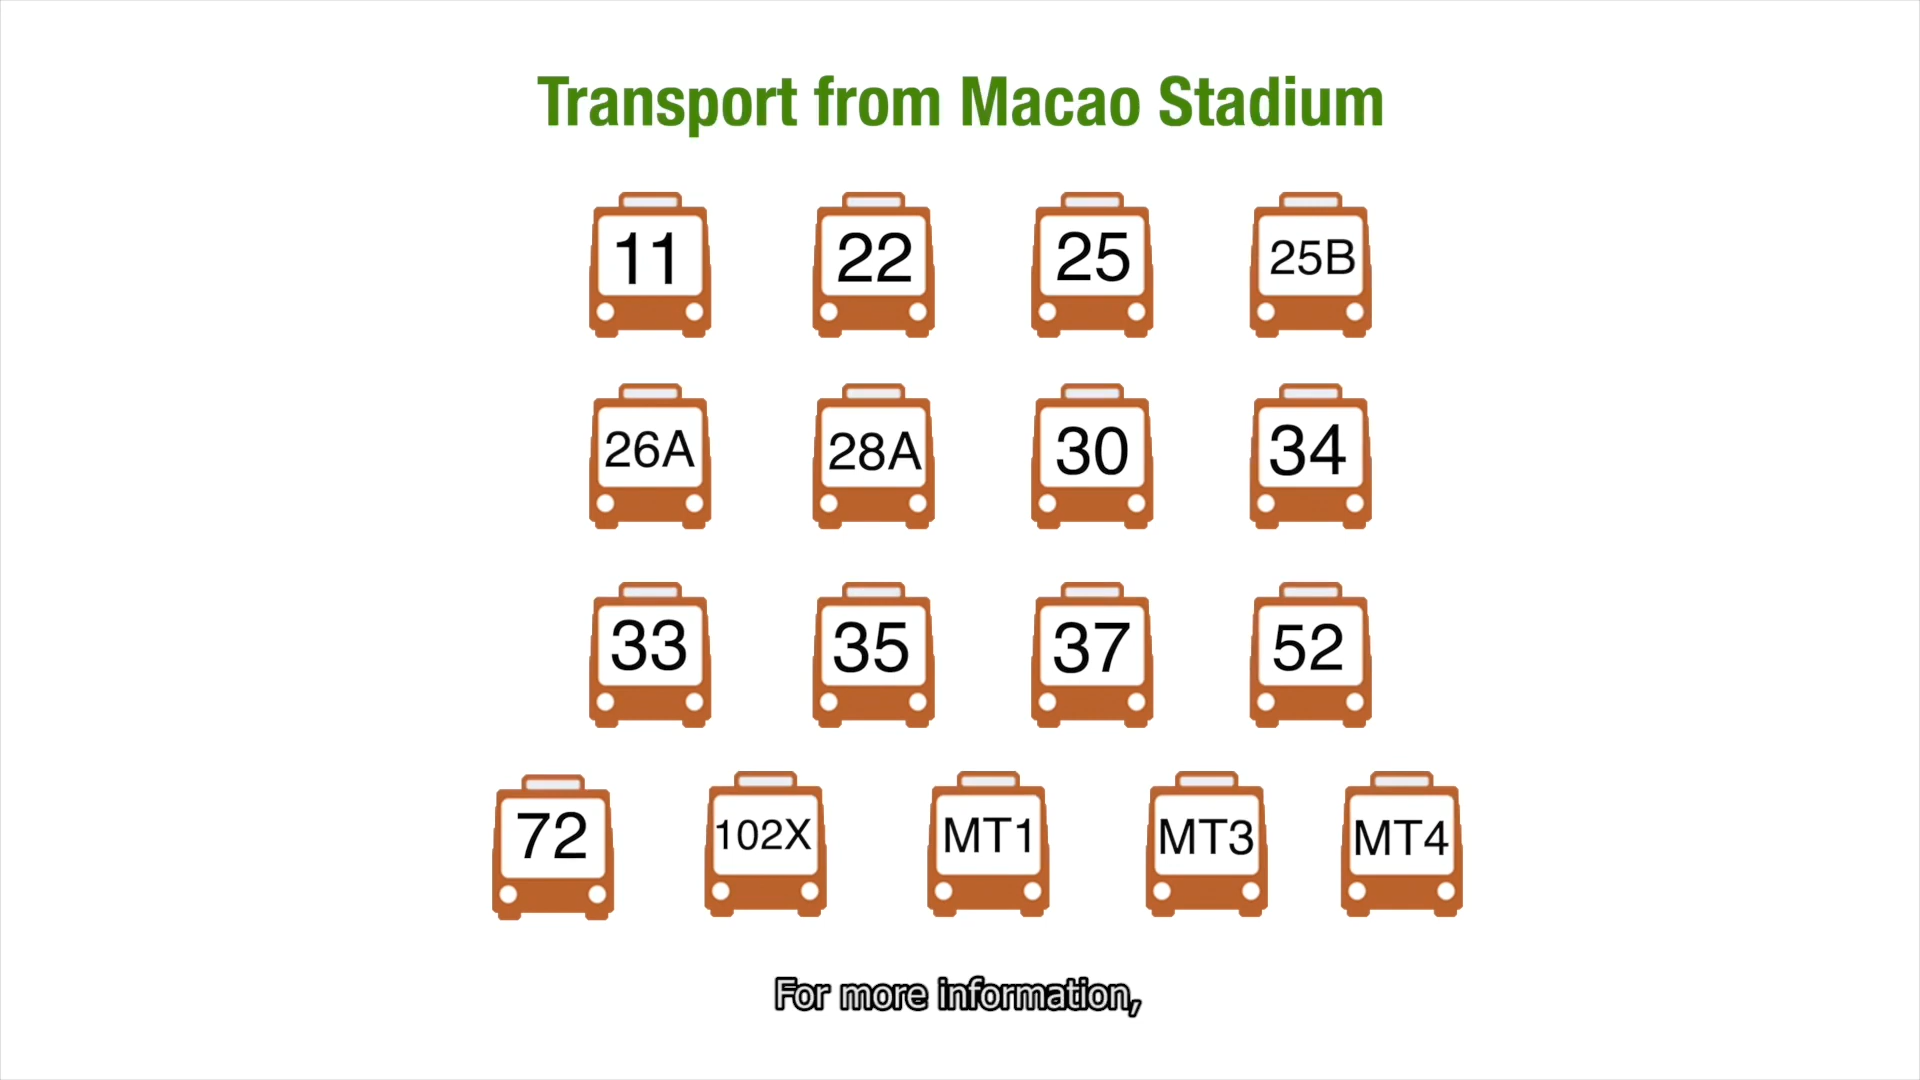 Transport from Macao Stadium
11 22 25 25B
26A 28A 30 34
33 35 37 52
72 102X MT1 MT3 MT4
For more information,